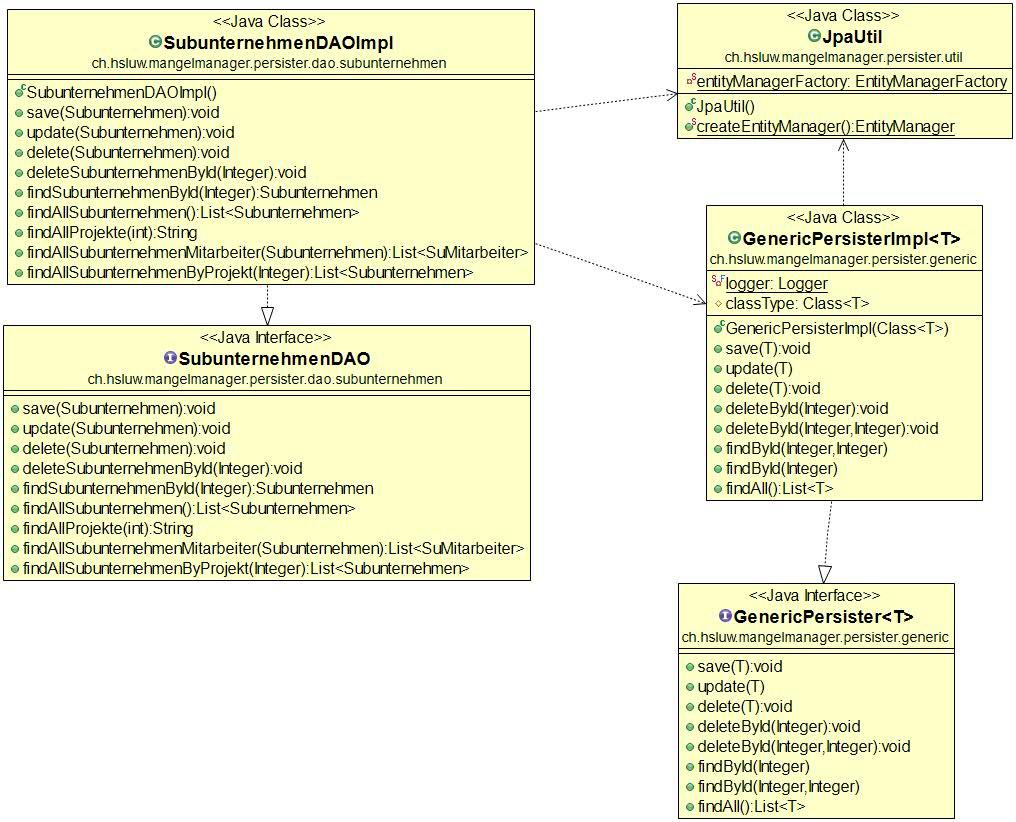 <<Java Class>>
SubunternehmenDAOImpl
ch.hsluw.mangelmanager.persister.dao.subunternehmen
SubunternehmenDAOImpl()
save(Subunternehmen):void
update(Subunternehmen):void
delete(Subunternehmen):void
deleteSubunternehmenById(Integer):void
findSubunternehmenById(Integer):Subunternehmen
findAllSubunternehmen():List<Subunternehmen>
findAllProjekte(int):String
findAllSubunternehmenMitarbeiter(Subunternehmen):List<SuMitarbeiter>
findAllSubunternehmenByProjekt(Integer):List<Subunternehmen>
<<Java Interface>>
SubunternehmenDAO
ch.hsluw.mangelmanager.persister.dao.subunternehmen
save(Subunternehmen):void
update(Subunternehmen):void
delete(Subunternehmen):void
deleteSubunternehmenById(Integer):void
findSubunternehmenById(Integer):Subunternehmen
findAllSubunternehmen():List<Subunternehmen>
findAllProjekte(int):String
findAllSubunternehmenMitarbeiter(Subunternehmen):List<SuMitarbeiter>
findAllSubunternehmenByProjekt(Integer):List<Subunternehmen>
<<Java Class>>
JpaUtil
ch.hsluw.mangelmanager.persister.util
entityManagerFactory: EntityManagerFactory
JpaUtil()
createEntityManager():EntityManager
<<Java Class>>
GenericPersisterImpl<T>
ch.hsluw.mangelmanager.persister.generic
logger: Logger
classType: Class<T>
GenericPersisterImpl(Class<T>)
save(T):void
update(T)
delete(T):void
deleteById(Integer):void
deleteById(Integer,Integer):void
findById(Integer,Integer)
findById(Integer)
findAll():List<T>
<<Java Interface>>
GenericPersister<T>
ch.hsluw.mangelmanager.persister.generic
save(T):void
update(T)
delete(T):void
deleteById(Integer):void
deleteById(Integer,Integer):void
findById(Integer)
findById(Integer,Integer)
findAll():List<T>